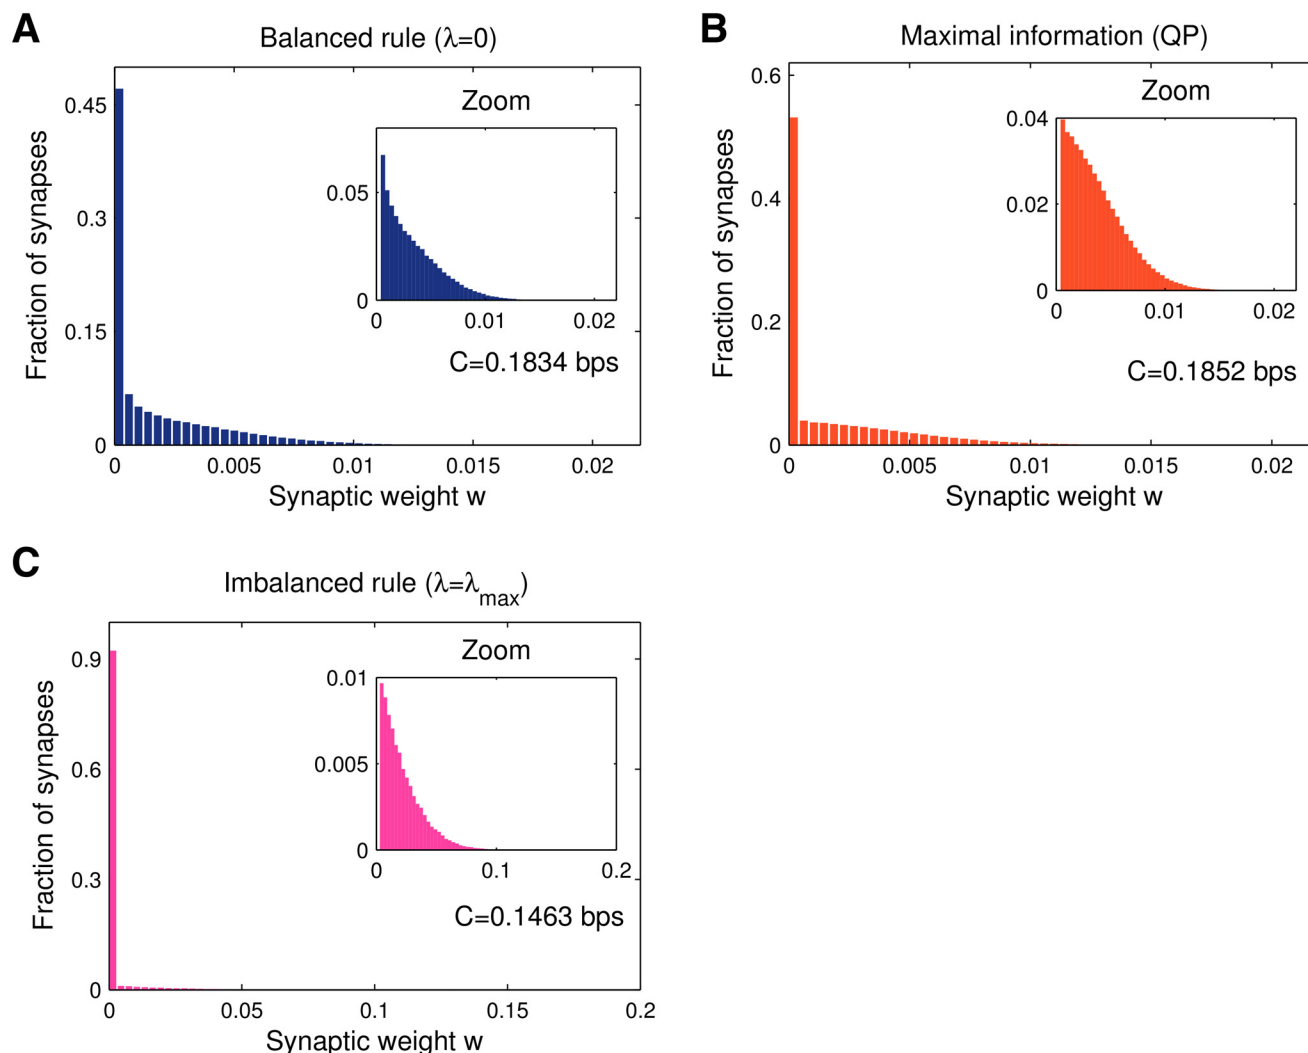 A
Balanced rule (λ=0)
Fraction of synapses
0.45
0.3
0.15
0
0
0.005
0.01
0.015
0.02
Synaptic weight w
Zoom
0.05
0
0
0.01
0.02
C=0.1834 bps
B
Maximal information (QP)
Fraction of synapses
0.6
0.4
0.2
0
0
0.005
0.01
0.015
0.02
Synaptic weight w
Zoom
0.04
0.02
0
0
0.01
0.02
C=0.1852 bps
C
Imbalanced rule (λ=λmax)
Fraction of synapses
0.9
0.6
0.3
0
0
0.05
0.1
0.15
0.2
Synaptic weight w
Zoom
0.01
0.005
0
0
0.1
0.2
C=0.1463 bps